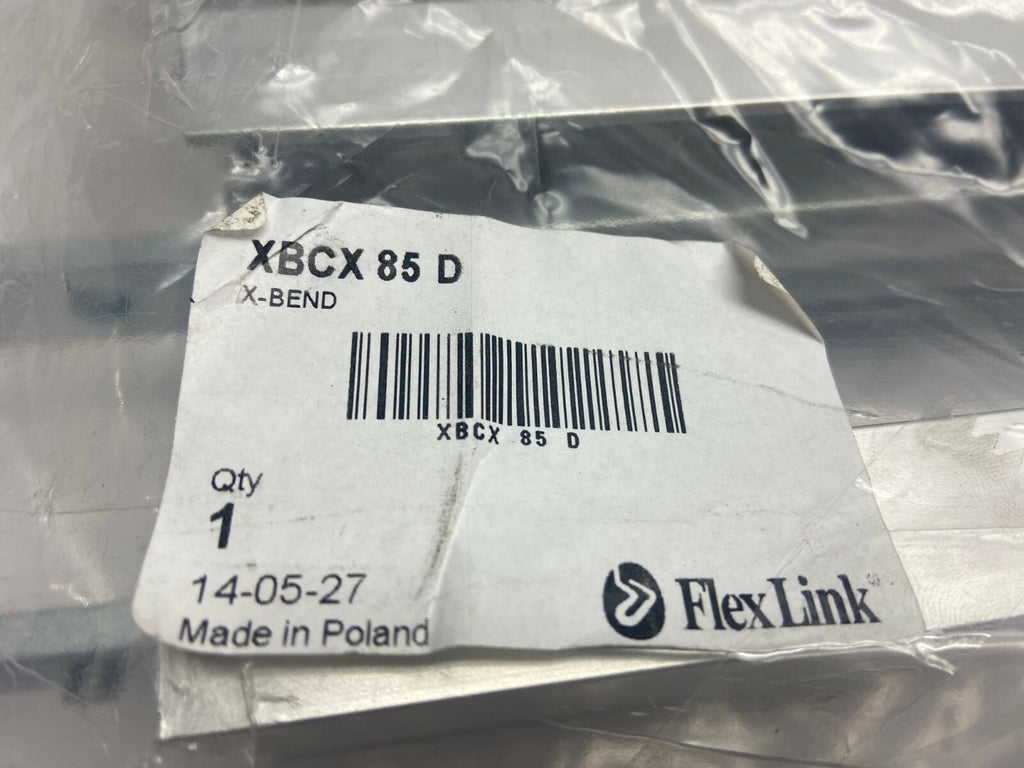 XBCX 85 D
X-BEND
XBCX 85 D
Qty
1
14-05-27
Made in Poland
FlexLink®